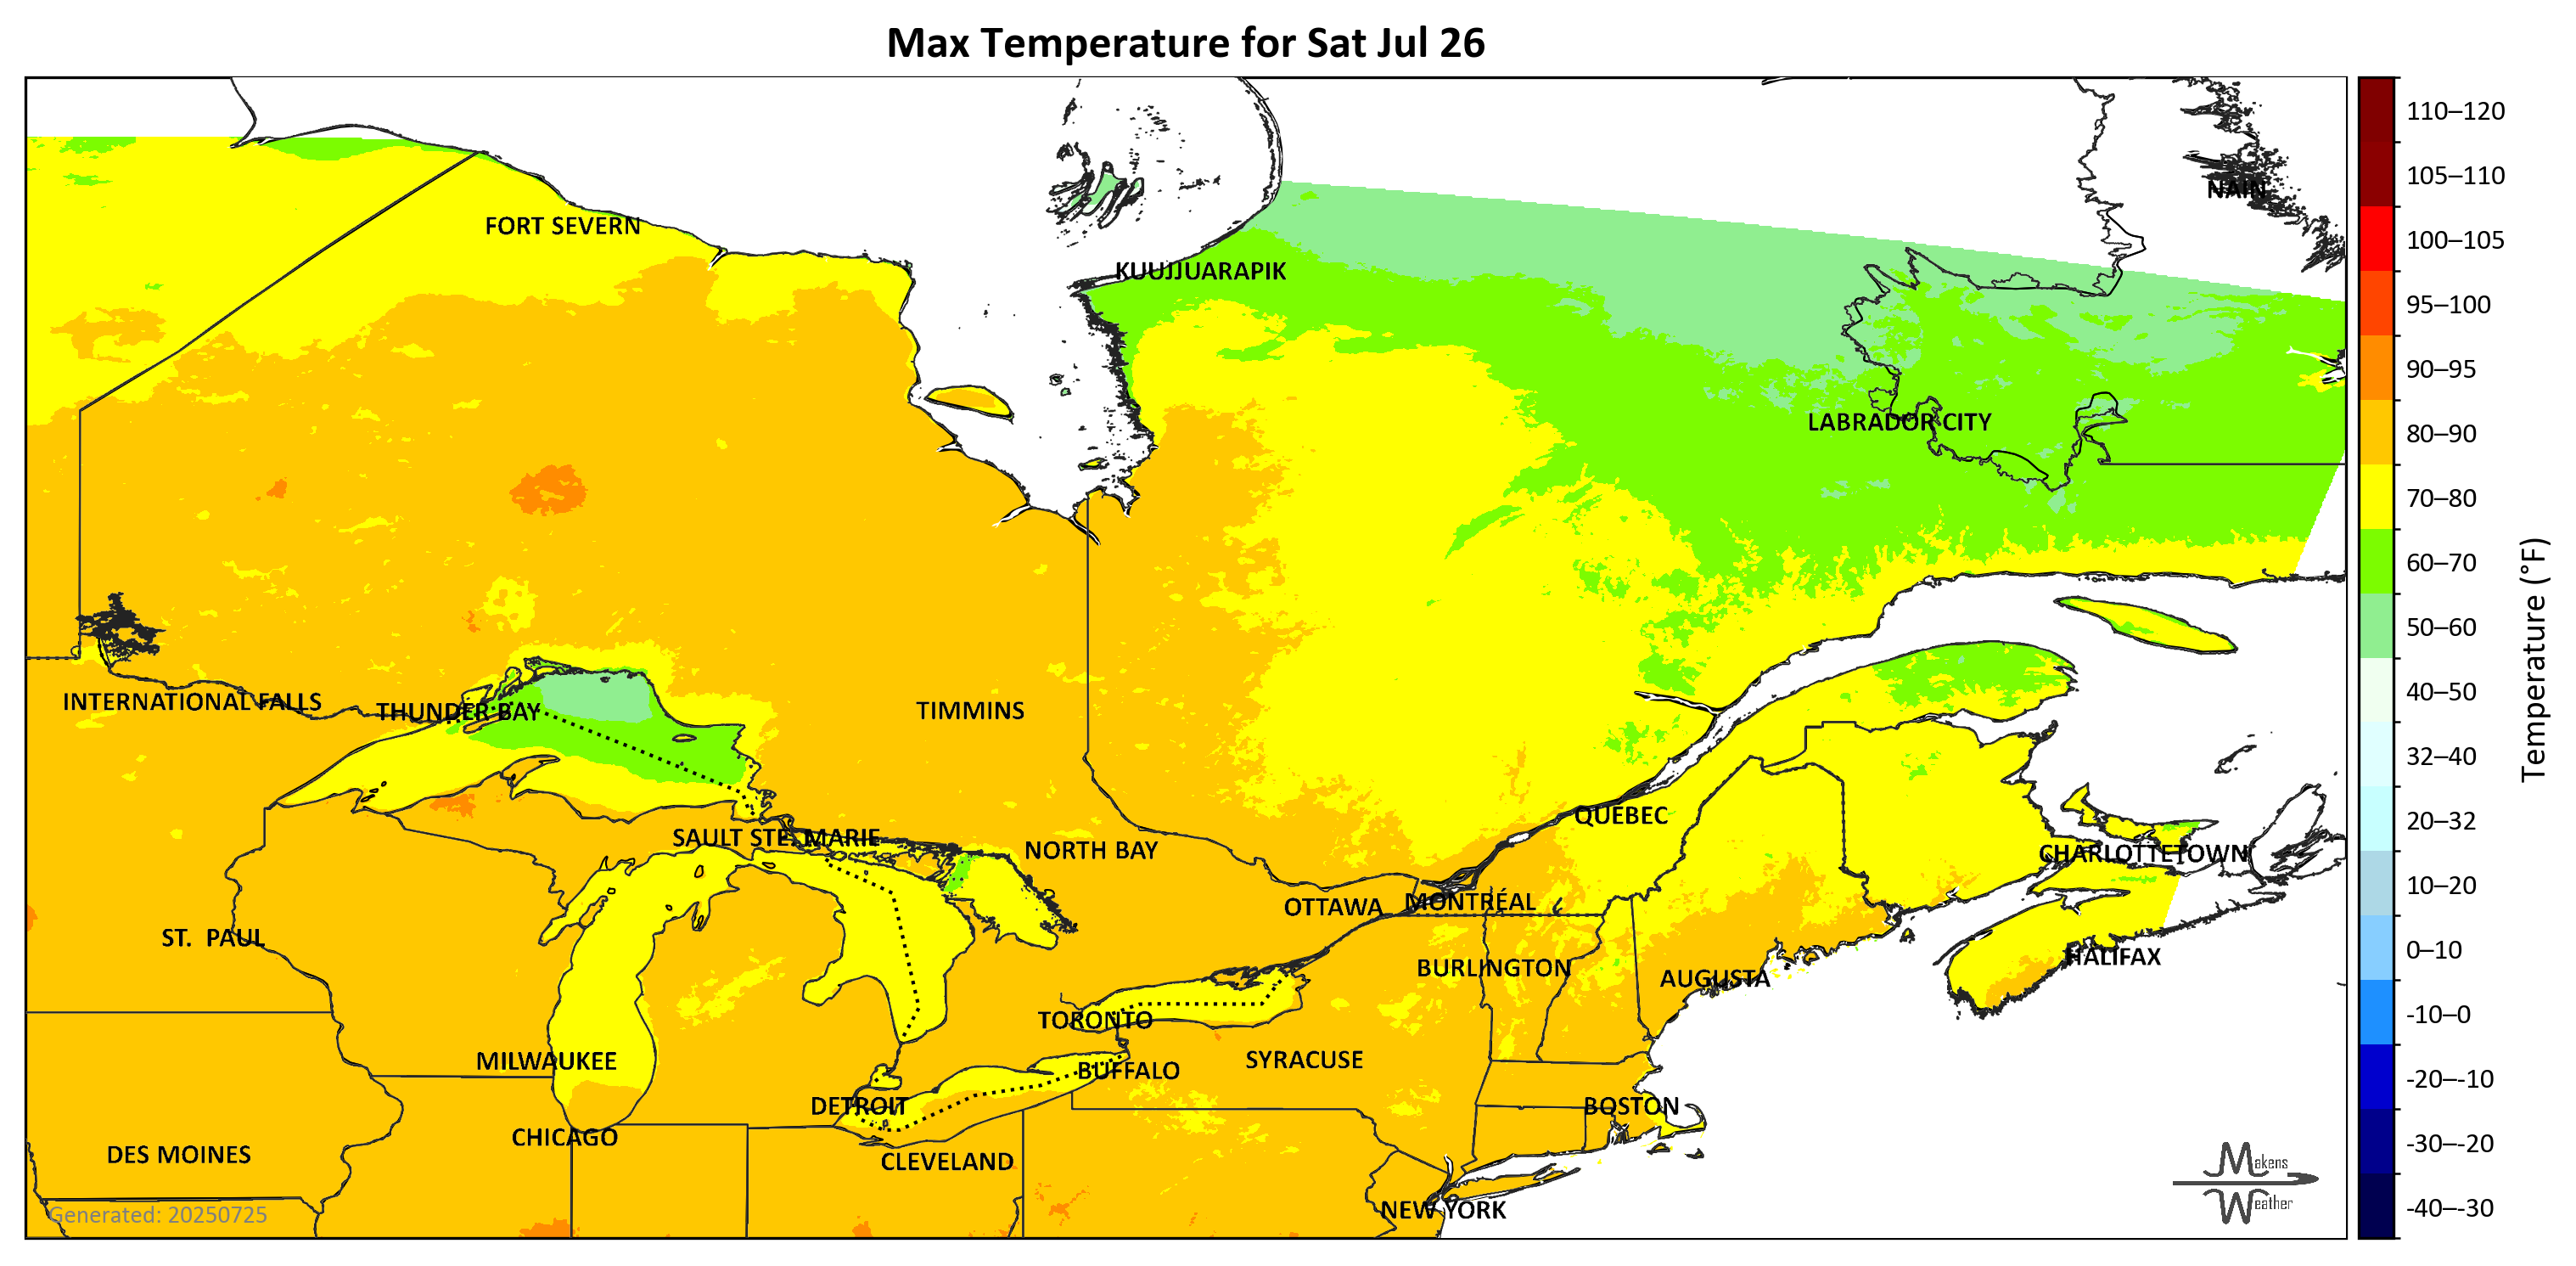 Max Temperature for Sat Jul 26
110–120
105–110
NAIN
FORT SEVERN
100–105
KUUJJUARAPIK
95–100
90–95
LABRADOR CITY
80–90
70–80
60–70
50–60
Temperature (°F)
40–50
INTERNATIONAL FALLS
THUNDER BAY
TIMMINS
32–40
QUEBEC
20–32
SAULT STE. MARIE
NORTH BAY
CHARLOTTETOWN
10–20
OTTAWA
MONTRÉAL
ST. PAUL
0–10
HALIFAX
BURLINGTON
AUGUSTA
-10–0
TORONTO
MILWAUKEE
SYRACUSE
BUFFALO
-20–-10
DETROIT
BOSTON
CHICAGO
-30–-20
DES MOINES
CLEVELAND
Makens
Weather
-40–-30
NEW YORK
Generated: 20250725